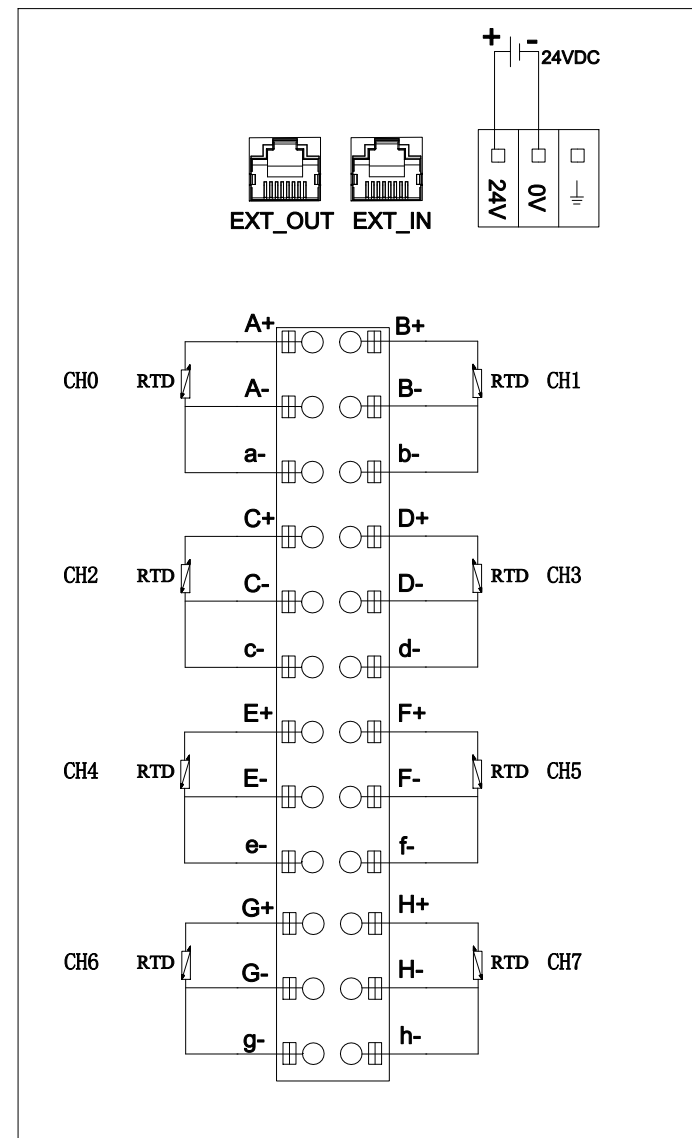 + -
24VDC
24V 0V
EXT_OUT EXT_IN
A+ B+
CH0 RTD A- B- RTD CH1
a- b-
C+ D+
CH2 RTD C- D- RTD CH3
c- d-
E+ F+
CH4 RTD E- F- RTD CH5
e- f-
G+ H+
CH6 RTD G- H- RTD CH7
g- h-